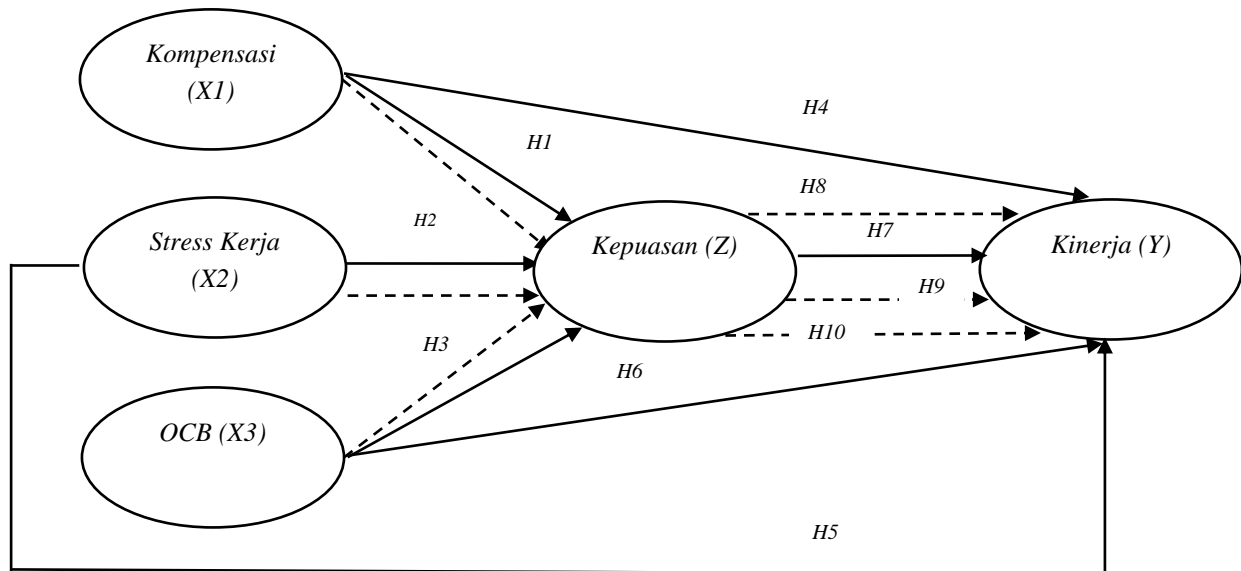 Kompensasi
(X1)
H4
H1
H8
H2
H7
Stress Kerja
(X2)
Kepuasan (Z)
Kinerja (Y)
H9
H10
H3
H6
OCB (X3)
H5